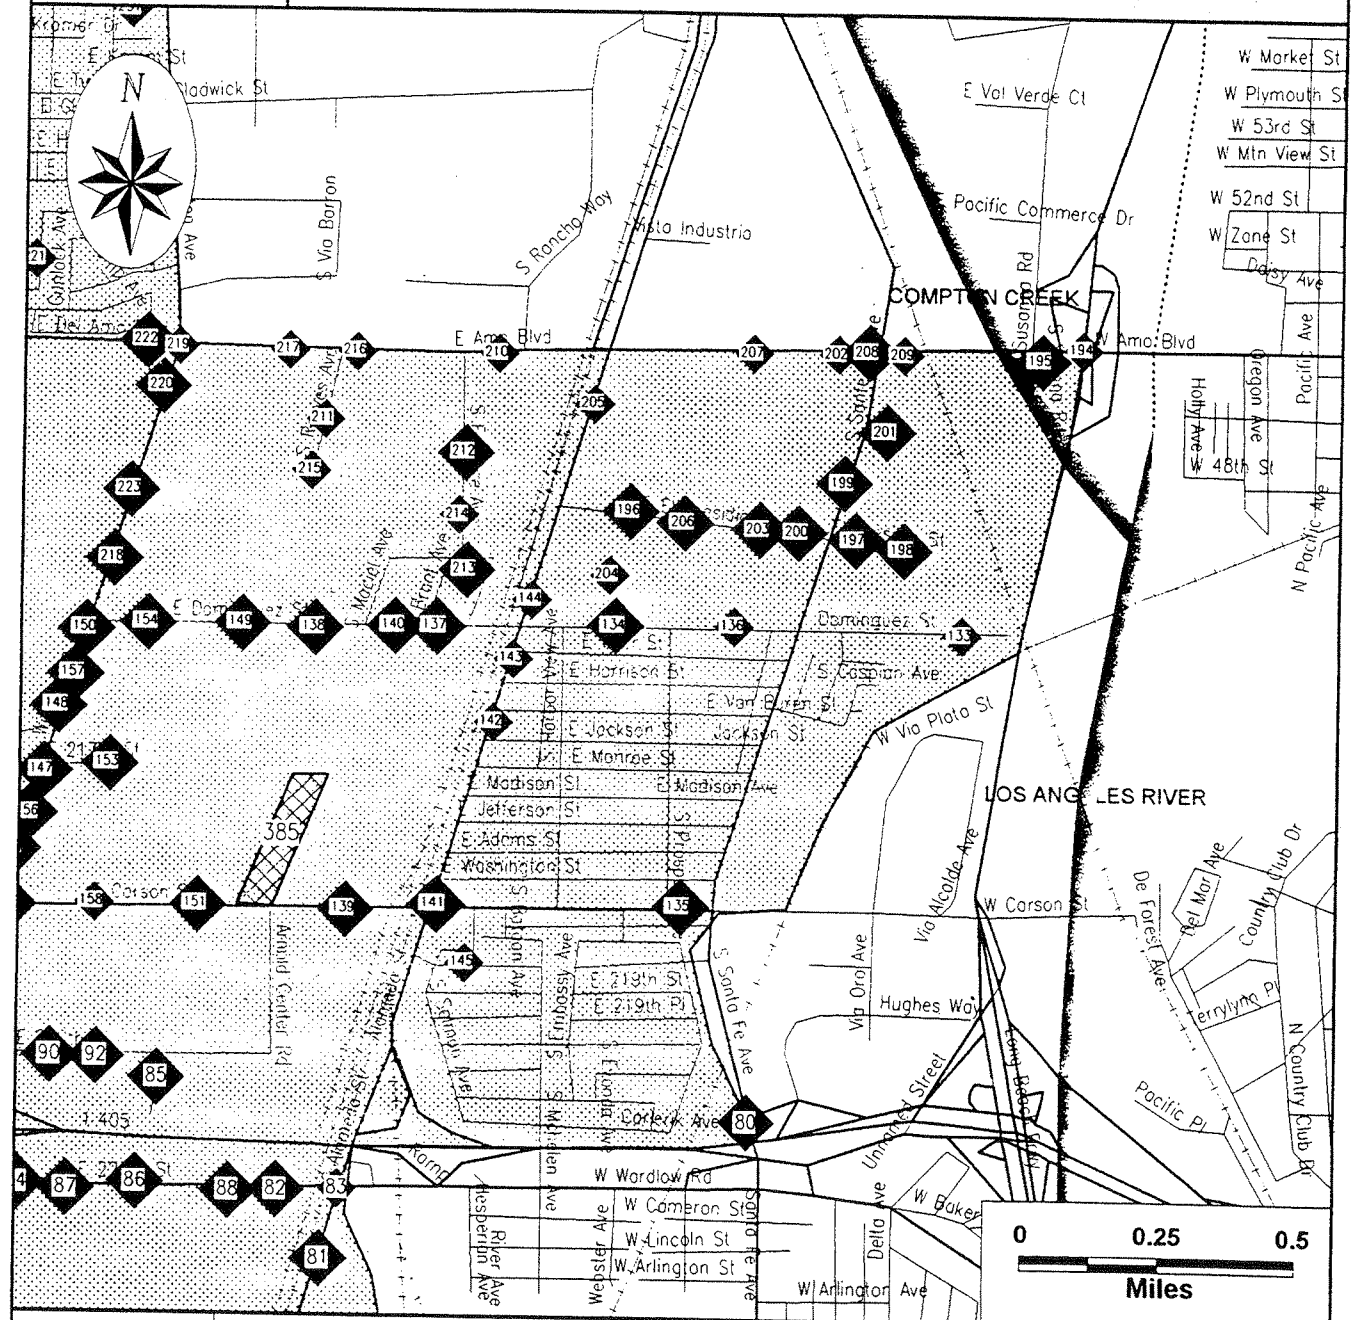 Kramer Dr
E Kenton St
Gladwick St
N
S Via Baron
S Rancho Way
Vista Industria
E Val Verde Ct
W Market St
W Plymouth St
W 53rd St
W Mtn View St
W 52nd St
W Zane St
Daisy Ave
Pacific Commerce Dr
COMPTON CREEK
Susana Rd
E Del Amo
E Amo Blvd
W Amo Blvd
222
219
217
216
210
207
202
208
209
195
194
220
205
211
212
201
215
223
199
214
196
206
203
200
197
198
218
213
204
144
Maciel Ave
Oregon Ave
Pacific Ave
Holly Ave
W 48th St
N Pacific Ave
150
154
149
138
140
137
134
136
Dominguez St
133
157
143
E Harrison St
S Caspian Ave
148
142
E Van Buren St
E Jackson St
Jackson St
W Via Plata St
147
153
E Monroe St
E Madison St
E Madison Ave
LOS ANGELES RIVER
56
385
Jefferson St
E Adams St
E Washington St
Via Alcalde Ave
De Forest Ave
Del Mar Ave
Country Club Dr
158
Carson St
151
139
141
135
W Carson St
145
Arnold Center Rd
E 219th St
E 219th Pl
S Santa Fe Ave
Via Oro Ave
Hughes Way
Terrylynn Pl
N Country Club Dr
90
92
85
Unnamed Street
Pacific Pl
I 405
80
87
86
88
82
83
Ramp
W Wardlow Rd
81
W Cameron St
W Lincoln St
W Arlington St
Hesperian Ave
River Ave
Webster Ave
Santa Fe Ave
Delta Ave
W Baker
W Arlington Ave
0 0.25 0.5
Miles